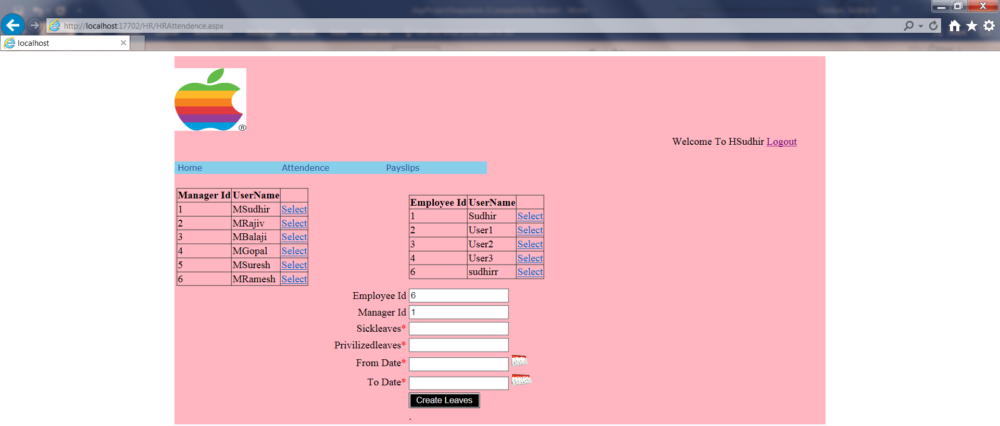 http://localhost:17702/HR/HRAttendence.aspx
localhost
®
Welcome To HSudhir Logout
Home Attendence Payslips
Manager Id UserName
1 MSudhir Select
2 MRajiv Select
3 MBalaji Select
4 MGopal Select
5 MSuresh Select
6 MRamesh Select
Employee Id UserName
1 Sudhir Select
2 User1 Select
3 User2 Select
4 User3 Select
6 sudhirr Select
Employee Id 6
Manager Id 1
Sickleaves*
Privilizedleaves*
From Date*
To Date*
Create Leaves
.